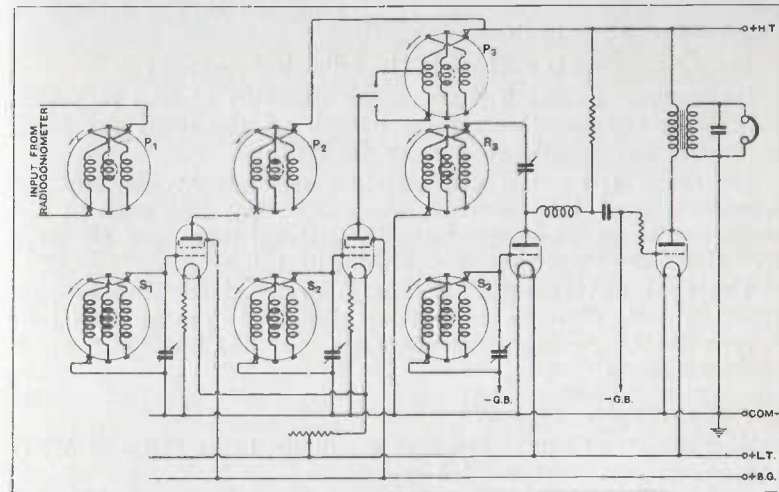 +H.T.
P3
INPUT FROM
RADIOGONIOMETER
P1
P2
R3
S1
S2
S3
-G.B.
-G.B.
COM-
+L.T.
+B.G.